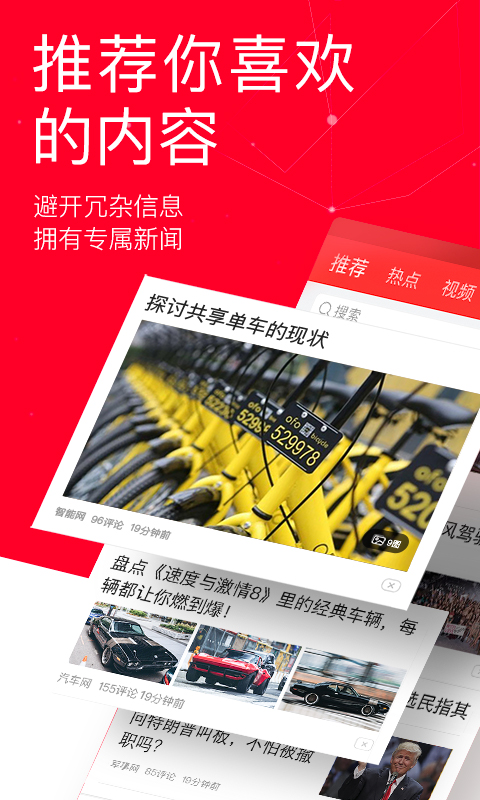 推荐你喜欢
的内容
避开冗杂信息
拥有专属新闻
推荐 热点 视频
搜索
探讨共享单车的现状
ofo
bicycle
529978
ofo
9图
智能网 96评论 19分钟前
风驾驶
盘点《速度与激情8》里的经典车辆，每
辆都让你燃到爆！
汽车网 155评论 19分钟前
选民指其
向特朗普叫板，不怕被撤
职吗？
军事网 65评论 19分钟前